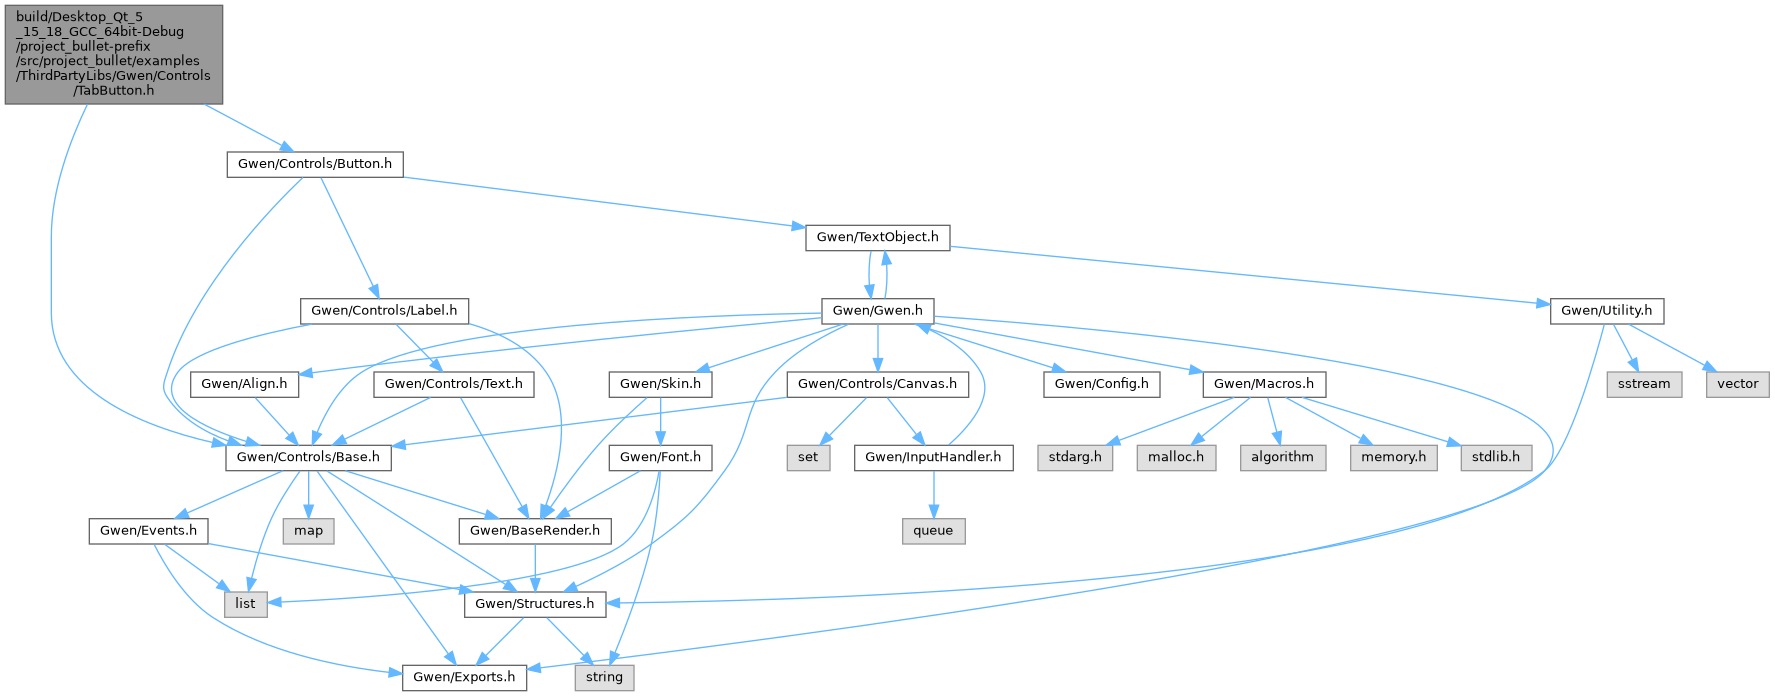 build/Desktop_Qt_5
_15_18_GCC_64bit-Debug
/project_bullet-prefix
/src/project_bullet/examples
/ThirdPartyLibs/Gwen/Controls
/TabButton.h
Gwen/Controls/Button.h
Gwen/TextObject.h
Gwen/Controls/Label.h
Gwen/Gwen.h
Gwen/Utility.h
Gwen/Align.h
Gwen/Controls/Text.h
Gwen/Skin.h
Gwen/Controls/Canvas.h
Gwen/Config.h
Gwen/Macros.h
sstream
vector
Gwen/Controls/Base.h
Gwen/Font.h
set
Gwen/InputHandler.h
stdarg.h
malloc.h
algorithm
memory.h
stdlib.h
Gwen/Events.h
map
Gwen/BaseRender.h
queue
list
Gwen/Structures.h
Gwen/Exports.h
string